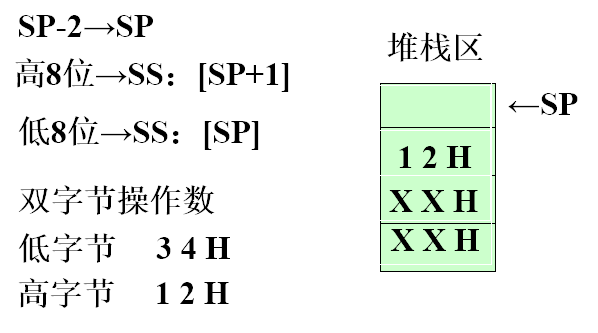 SP-2→SP
高8位→SS：[SP+1]
低8位→SS：[SP]
双字节操作数
低字节 3 4 H
高字节 1 2 H
堆栈区
←SP
1 2 H
X X H
X X H